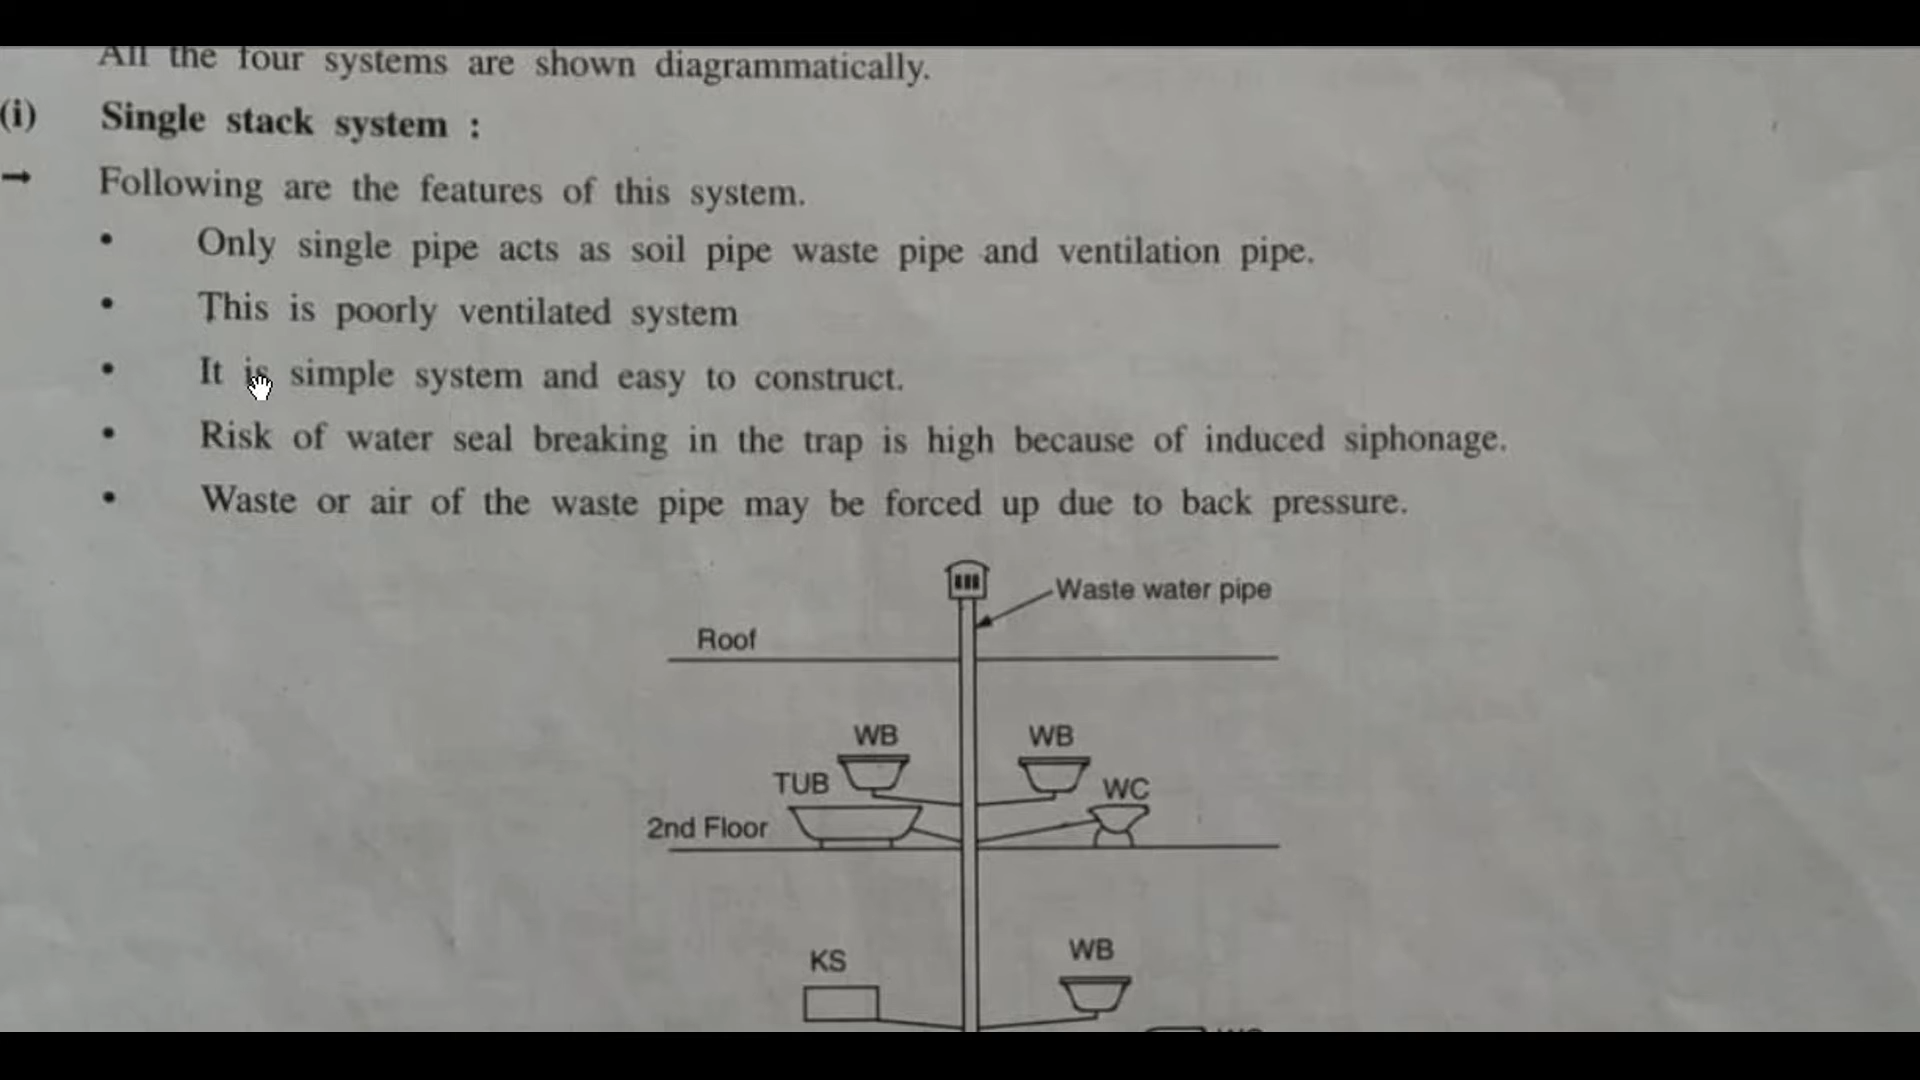 All the four systems are shown diagrammatically.
(i) Single stack system :
→ Following are the features of this system.
• Only single pipe acts as soil pipe waste pipe and ventilation pipe.
• This is poorly ventilated system
• It is simple system and easy to construct.
• Risk of water seal breaking in the trap is high because of induced siphonage.
• Waste or air of the waste pipe may be forced up due to back pressure.
Waste water pipe
Roof
WB WB
TUB WC
2nd Floor
KS WB